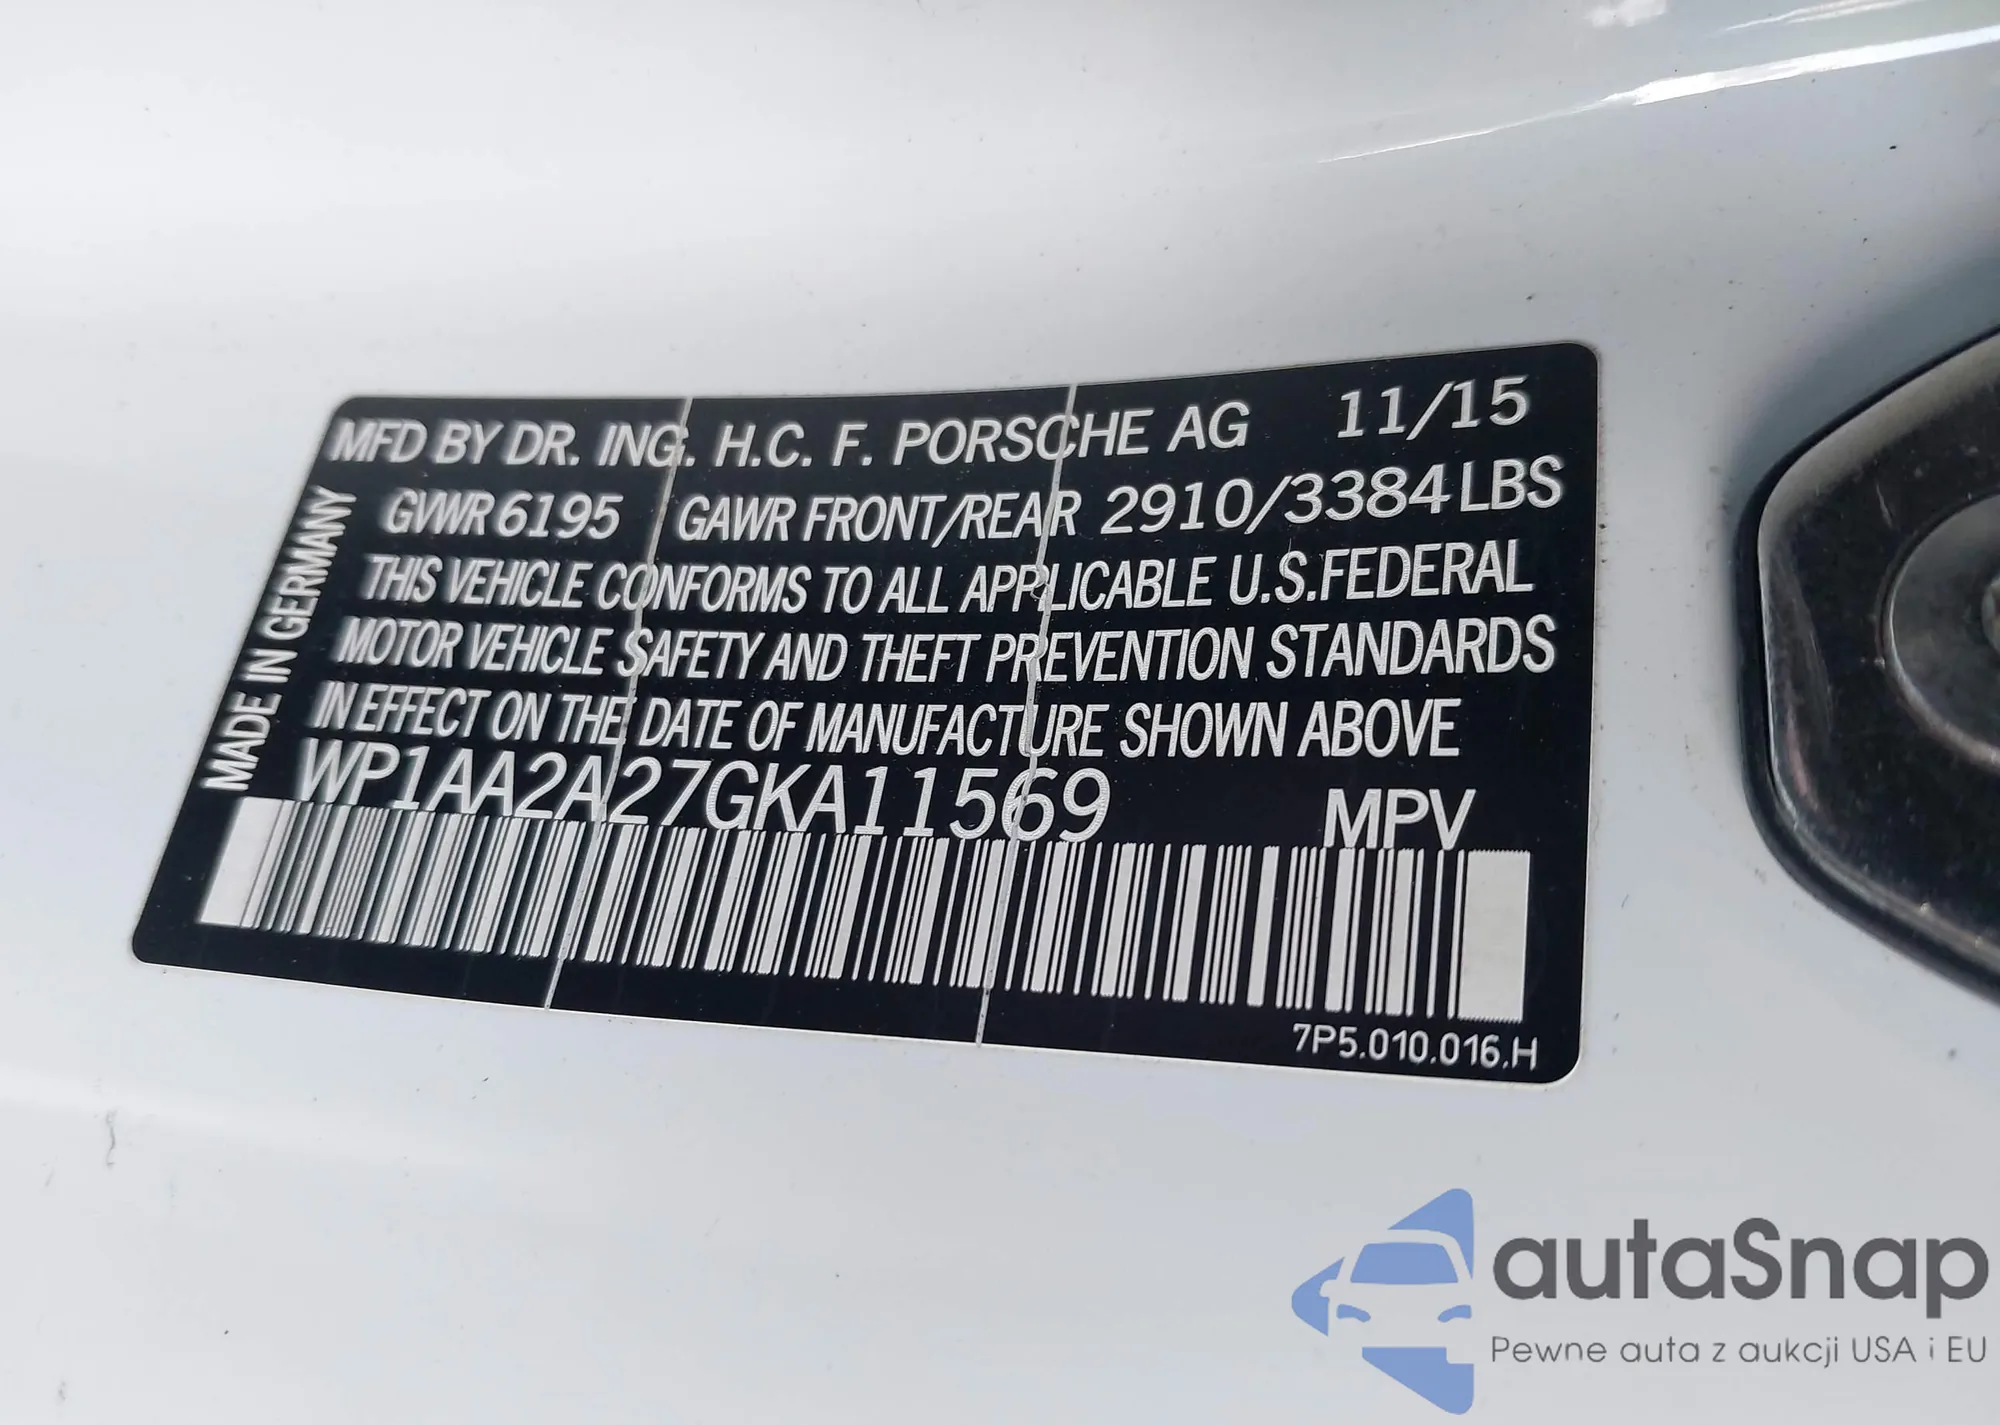 MFD BY DR. ING. H.C. F. PORSCHE AG 11/15
GVWR 6195 GAWR FRONT/REAR 2910/3384 LBS
THIS VEHICLE CONFORMS TO ALL APPLICABLE U.S.FEDERAL
MOTOR VEHICLE SAFETY AND THEFT PREVENTION STANDARDS
IN EFFECT ON THE DATE OF MANUFACTURE SHOWN ABOVE
WP1AA2A27GKA11569 MPV
MADE IN GERMANY
7P5.010.016.H
autaSnap
Pewne auta z aukcji USA i EU